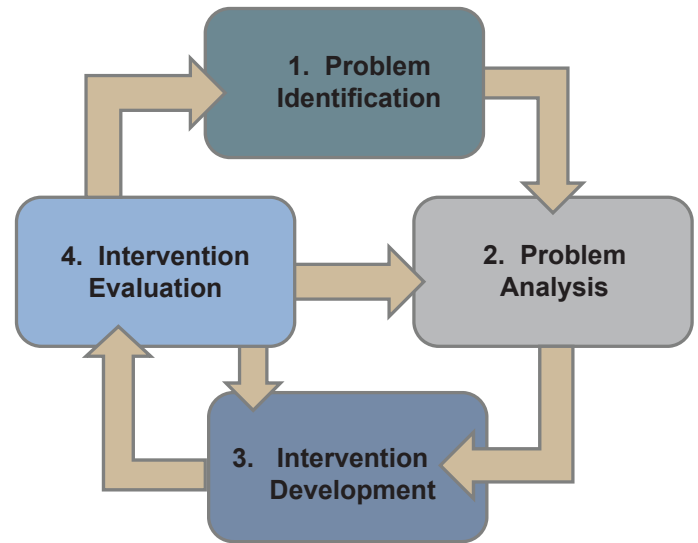 1. Problem
Identification
2. Problem
Analysis
3. Intervention
Development
4. Intervention
Evaluation